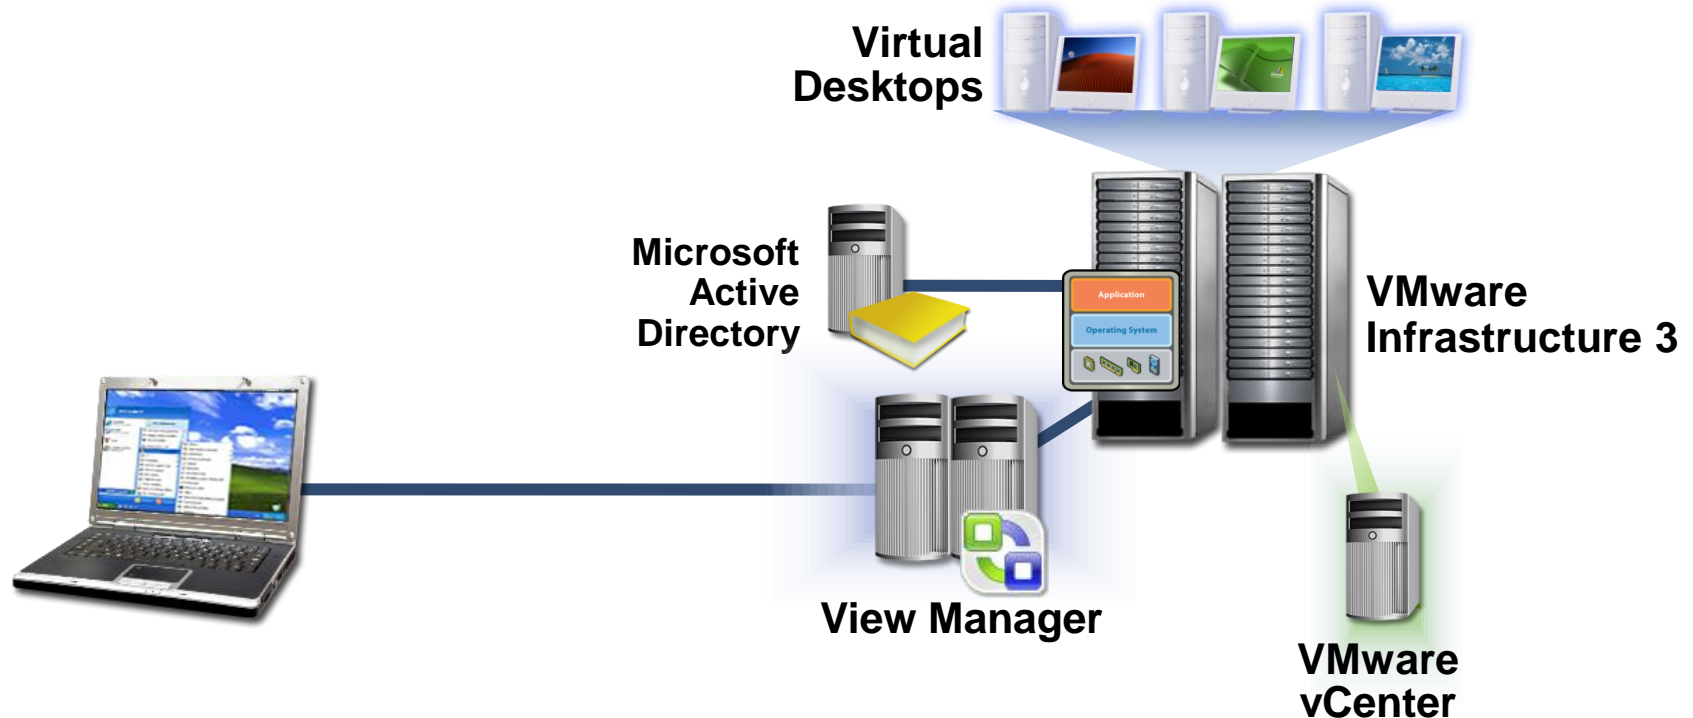 Virtual
Desktops
Microsoft
Active
Directory
Application
Operating System
VMware
Infrastructure 3
View Manager
VMware
vCenter